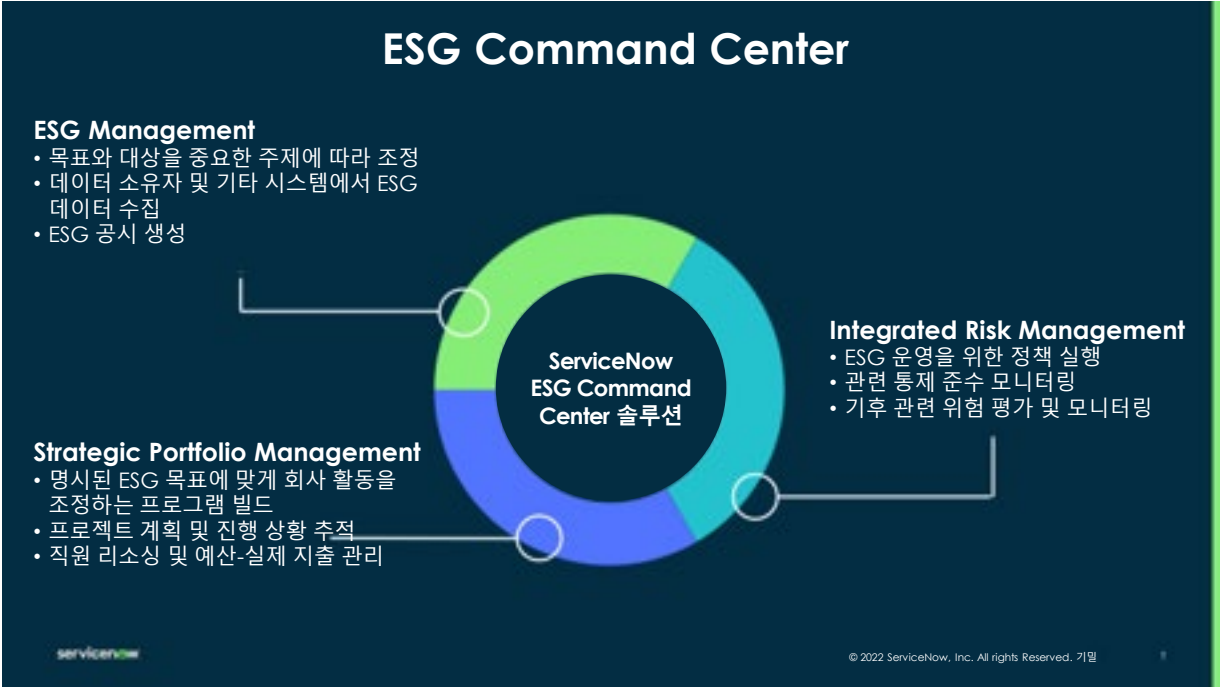 ESG Command Center
ESG Management
• 목표와 대상을 중요한 주제에 따라 조정
• 데이터 소유자 및 기타 시스템에서 ESG
데이터 수집
• ESG 공시 생성
ServiceNow
ESG Command
Center 솔루션
Integrated Risk Management
• ESG 운영을 위한 정책 실행
• 관련 통제 준수 모니터링
• 기후 관련 위험 평가 및 모니터링
Strategic Portfolio Management
• 명시된 ESG 목표에 맞게 회사 활동을
조정하는 프로그램 빌드
• 프로젝트 계획 및 진행 상황 추적
• 직원 리소싱 및 예산-실제 지출 관리
servicenow
© 2022 ServiceNow, Inc. All rights Reserved. 기밀